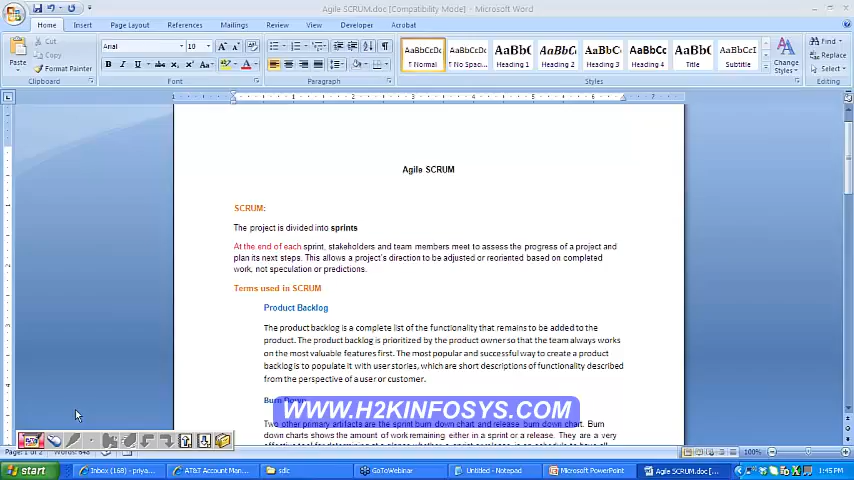 Agile SCRUM.doc [Compatibility Mode] - Microsoft Word
Home Insert Page Layout References Mailings Review View Developer Acrobat
Cut
Copy
Format Painter
Paste
Clipboard
Arial 10
Font
Paragraph
AaBbCcDc AaBbCcDc AaBb( AaBbCc AaBbCc AaBbCc AaBb( AaBbCcDc
¶ Normal ¶ No Spac... Heading 1 Heading 2 Heading 3 Heading 4 Title Subtitle
Styles
Change Styles
Find
Replace
Select
Editing
Agile SCRUM
SCRUM:
The project is divided into sprints
At the end of each sprint, stakeholders and team members meet to assess the progress of a project and
plan its next steps. This allows a project's direction to be adjusted or reoriented based on completed
work, not speculation or predictions.
Terms used in SCRUM
Product Backlog
The product backlog is a complete list of the functionality that remains to be added to the
product. The product backlog is prioritized by the product owner so that the team always works
on the most valuable features first. The most popular and successful way to create a product
backlog is to populate it with user stories, which are short descriptions of functionality described
from the perspective of a user or customer.
Burn Down
WWW.H2KINFOSYS.COM
Two other primary artifacts are the sprint burn down chart and release burn down chart. Burn
down charts shows the amount of work remaining either in a sprint or a release. They are a very
Page: 1 of 2 Words: 648
100%
start
Inbox (168) - priya...
AT&T Account Man...
sdlc
GoToWebinar
Untitled - Notepad
Microsoft PowerPoint
Agile SCRUM.doc [...
1:45 PM